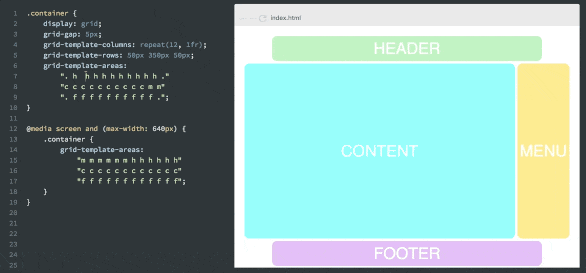 1 .container {
2 display: grid;
3 grid-gap: 5px;
4 grid-template-columns: repeat(12, 1fr);
5 grid-template-rows: 50px 350px 50px;
6 grid-template-areas:
7 ". h h h h h h h h h h ."
8 "c c c c c c c c c c m m"
9 ". f f f f f f f f f f .";
10 }
11
12 @media screen and (max-width: 640px) {
13 .container {
14 grid-template-areas:
15 "m m m m m m h h h h h h"
16 "c c c c c c c c c c c c"
17 "f f f f f f f f f f f f";
18 }
19 }
20
21
22
23
24
25
index.html
HEADER
CONTENT
MENU
FOOTER